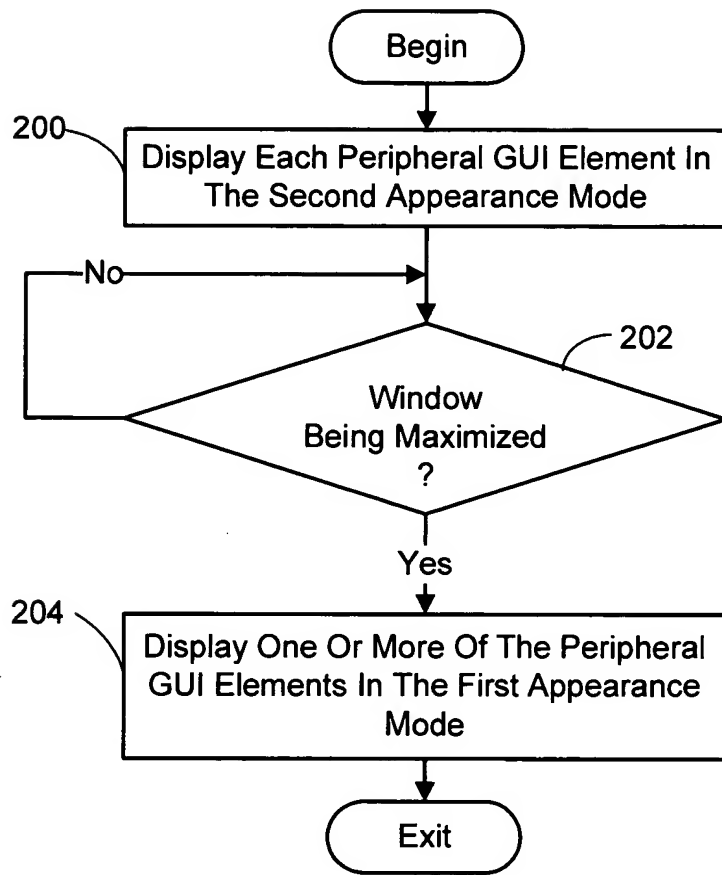 Begin
200
Display Each Peripheral GUI Element In
The Second Appearance Mode
No
202
Window
Being Maximized
?
Yes
204
Display One Or More Of The Peripheral
GUI Elements In The First Appearance
Mode
Exit